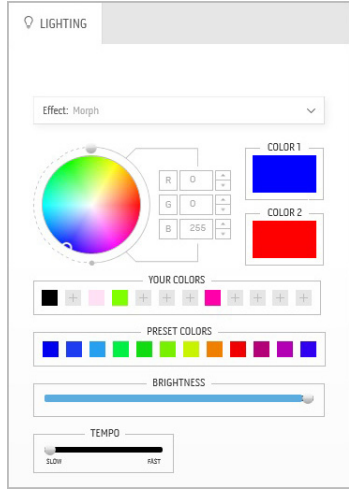 LIGHTING
Effect: Morph
COLOR 1
R 0
G 0
B 255
COLOR 2
YOUR COLORS
+ + + + + + + +
PRESET COLORS
BRIGHTNESS
TEMPO
SLOW FAST